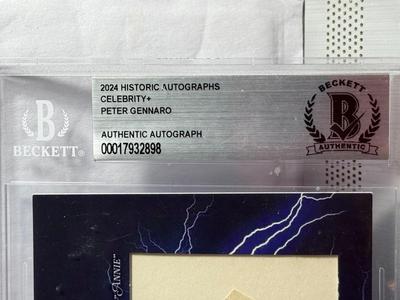 2024 HISTORIC AUTOGRAPHS
CELEBRITY+
PETER GENNARO
AUTHENTIC AUTOGRAPH
00017932898
B
BECKETT®
BECKETT
B
AUTHENTIC
"ANNIE"